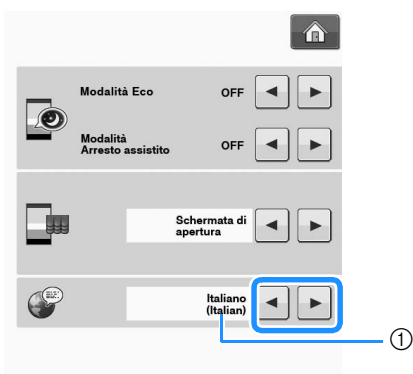 Modalità Eco OFF
Modalità
Arresto assistito OFF
Schermata di
apertura
Italiano
(Italian)
①